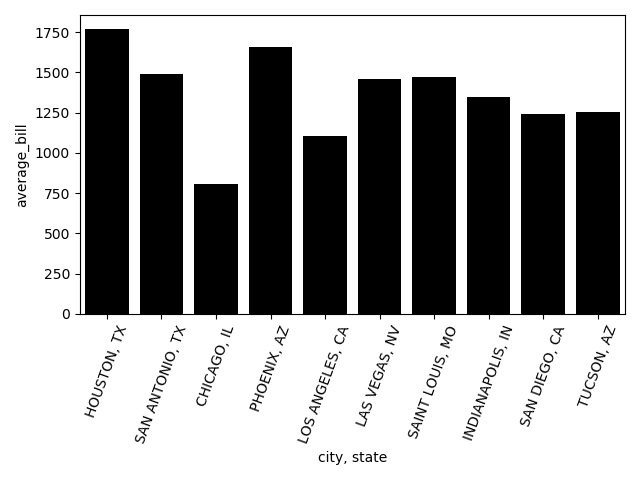 1750
1500
1250
1000
750
500
250
0
average_bill
HOUSTON, TX
SAN ANTONIO, TX
CHICAGO, IL
PHOENIX, AZ
LOS ANGELES, CA
LAS VEGAS, NV
SAINT LOUIS, MO
INDIANAPOLIS, IN
SAN DIEGO, CA
TUCSON, AZ
city, state